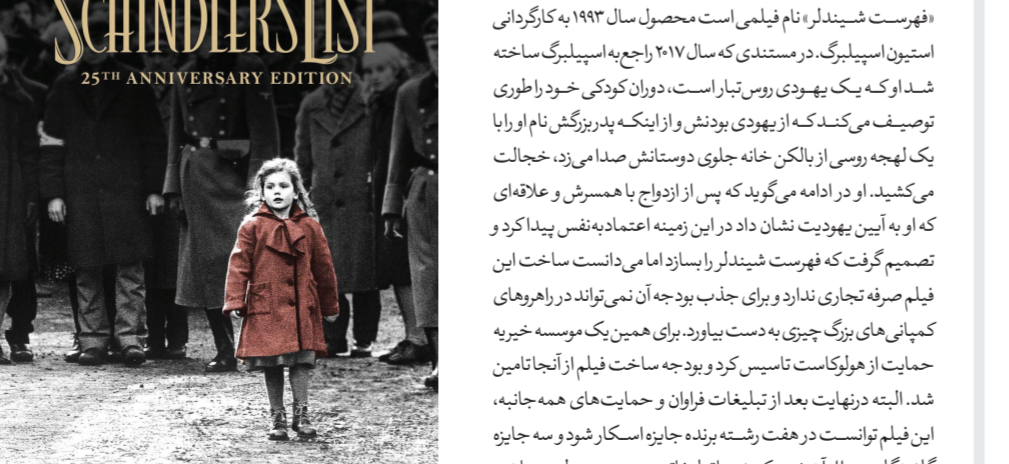 SCHINDLER'S LIST
25TH ANNIVERSARY EDITION
«فهرست شیندلر» نام فیلمی است محصول سال ۱۹۹۳ به کارگردانی
استیون اسپیلبرگ. در مستندی که سال ۲۰۱۷ راجع‌به اسپیلبرگ ساخته
شد او که یک یهودی روس‌تبار است، دوران کودکی خود را طوری
توصیف می‌کند که از یهودی بودنش و از اینکه پدربزرگش نام او را با
یک لهجه روسی از بالکن خانه جلوی دوستانش صدا می‌زد، خجالت
می‌کشید. او در ادامه می‌گوید که پس از ازدواج با همسرش و علاقه‌ای
که او به آیین یهودیت نشان داد در این زمینه اعتمادبه‌نفس پیدا کرد و
تصمیم گرفت که فهرست شیندلر را بسازد اما می‌دانست ساخت این
فیلم صرفه تجاری ندارد و برای جذب بودجه آن نمی‌تواند در راهروهای
کمپانی‌های بزرگ چیزی به دست بیاورد. برای همین یک موسسه خیریه
حمایت از هولوکاست تاسیس کرد و بودجه ساخت فیلم از آنجا تامین
شد. البته درنهایت بعد از تبلیغات فراوان و حمایت‌های همه‌جانبه،
این فیلم توانست در هفت رشته برنده جایزه اسکار شود و سه جایزه